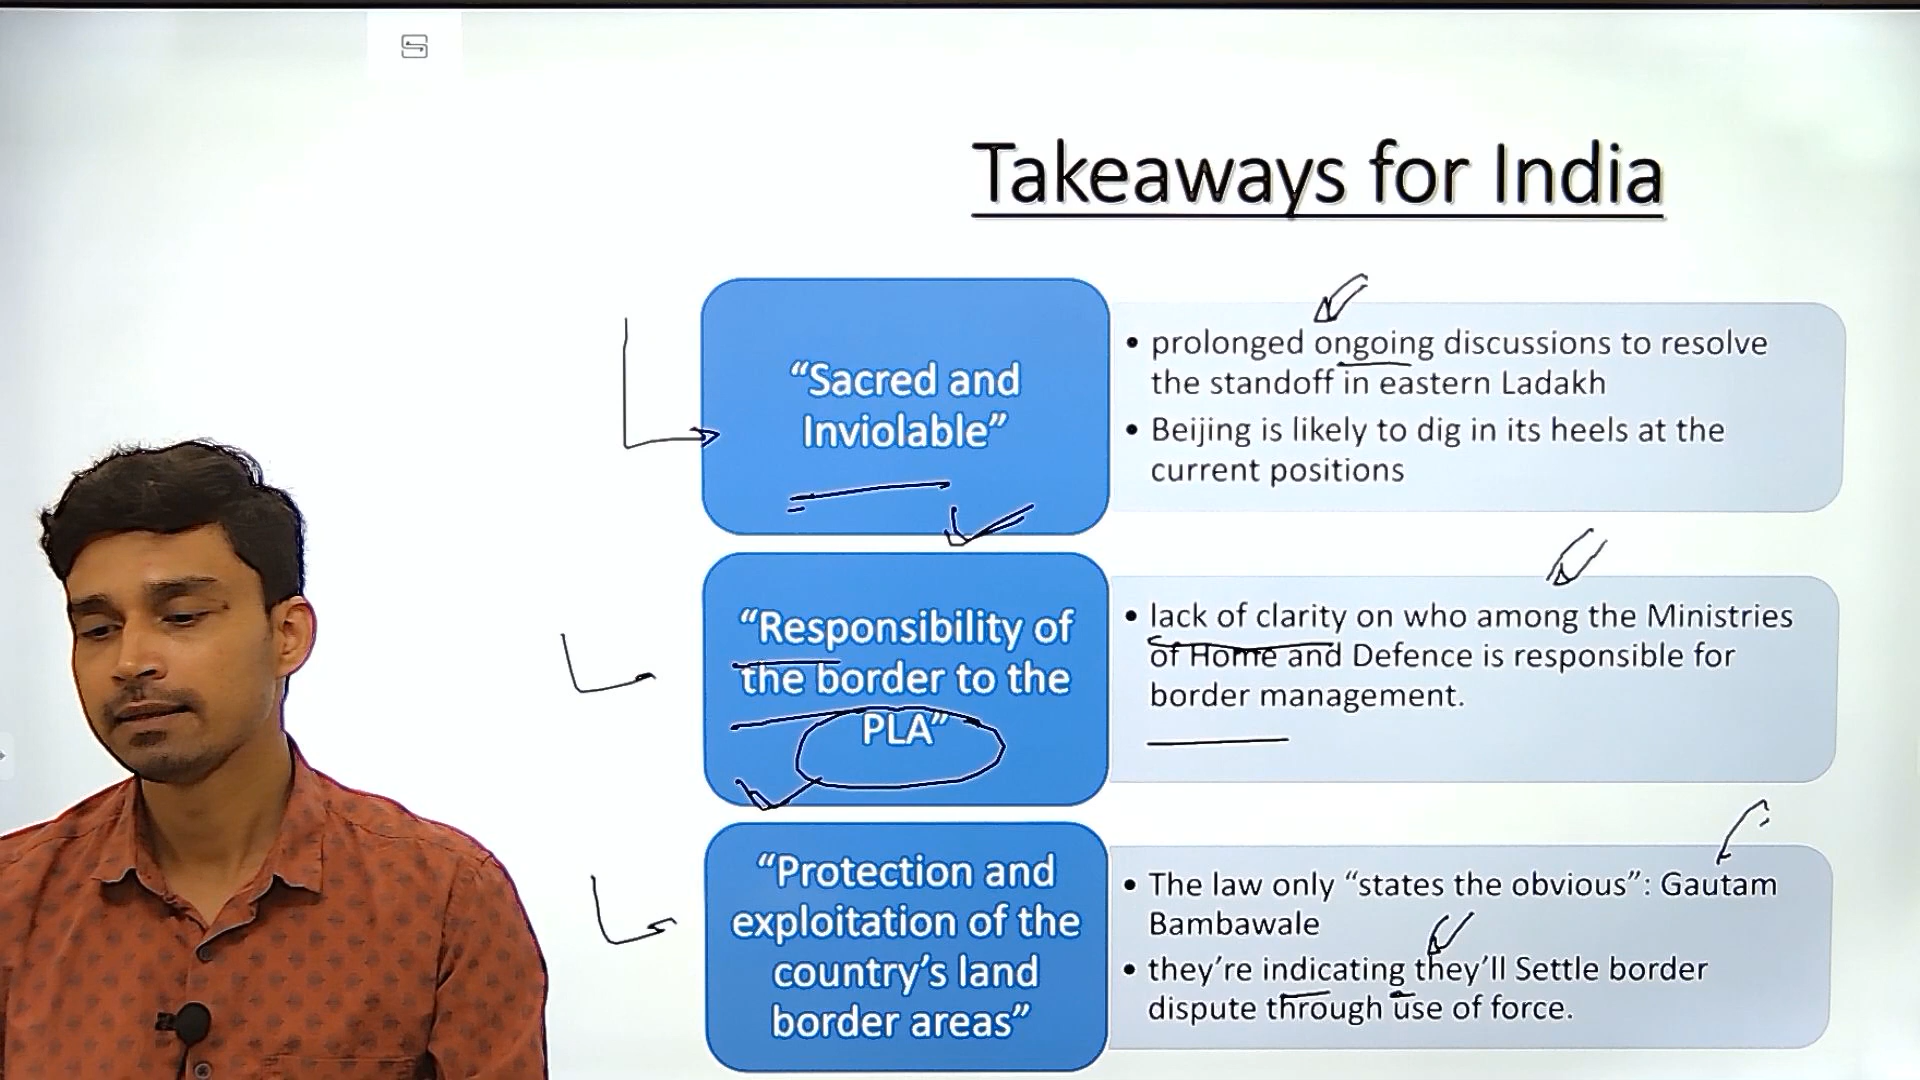 Takeaways for India
“Sacred and
Inviolable”
• prolonged ongoing discussions to resolve
the standoff in eastern Ladakh
• Beijing is likely to dig in its heels at the
current positions
“Responsibility of
the border to the
PLA”
• lack of clarity on who among the Ministries
of Home and Defence is responsible for
border management.
“Protection and
exploitation of the
country’s land
border areas”
• The law only “states the obvious”: Gautam
Bambawale
• they’re indicating they’ll Settle border
dispute through use of force.